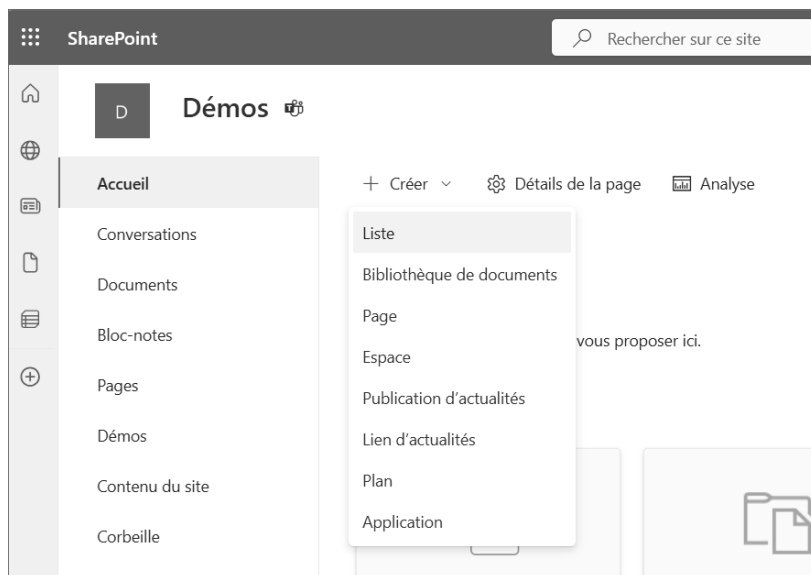 SharePoint
Rechercher sur ce site
D
Démos
Accueil
Conversations
Documents
Bloc-notes
Pages
Démos
Contenu du site
Corbeille
Créer
Détails de la page
Analyse
Liste
Bibliothèque de documents
Page
Espace
Publication d’actualités
Lien d’actualités
Plan
Application
vous proposer ici.